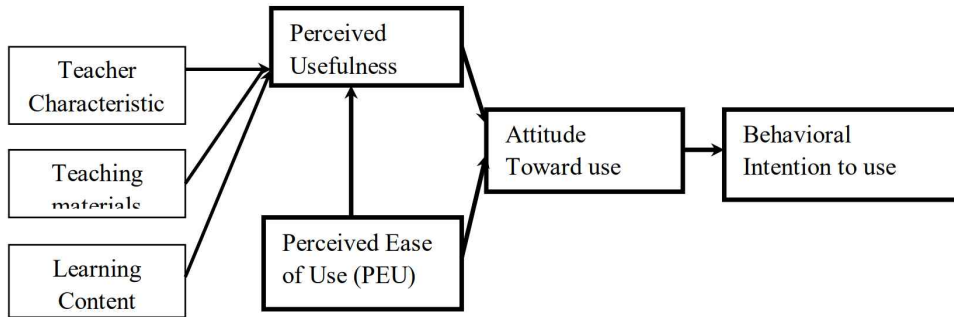 Teacher
Characteristic
Teaching
materials
Learning
Content
Perceived
Usefulness
Perceived Ease
of Use (PEU)
Attitude
Toward use
Behavioral
Intention to use